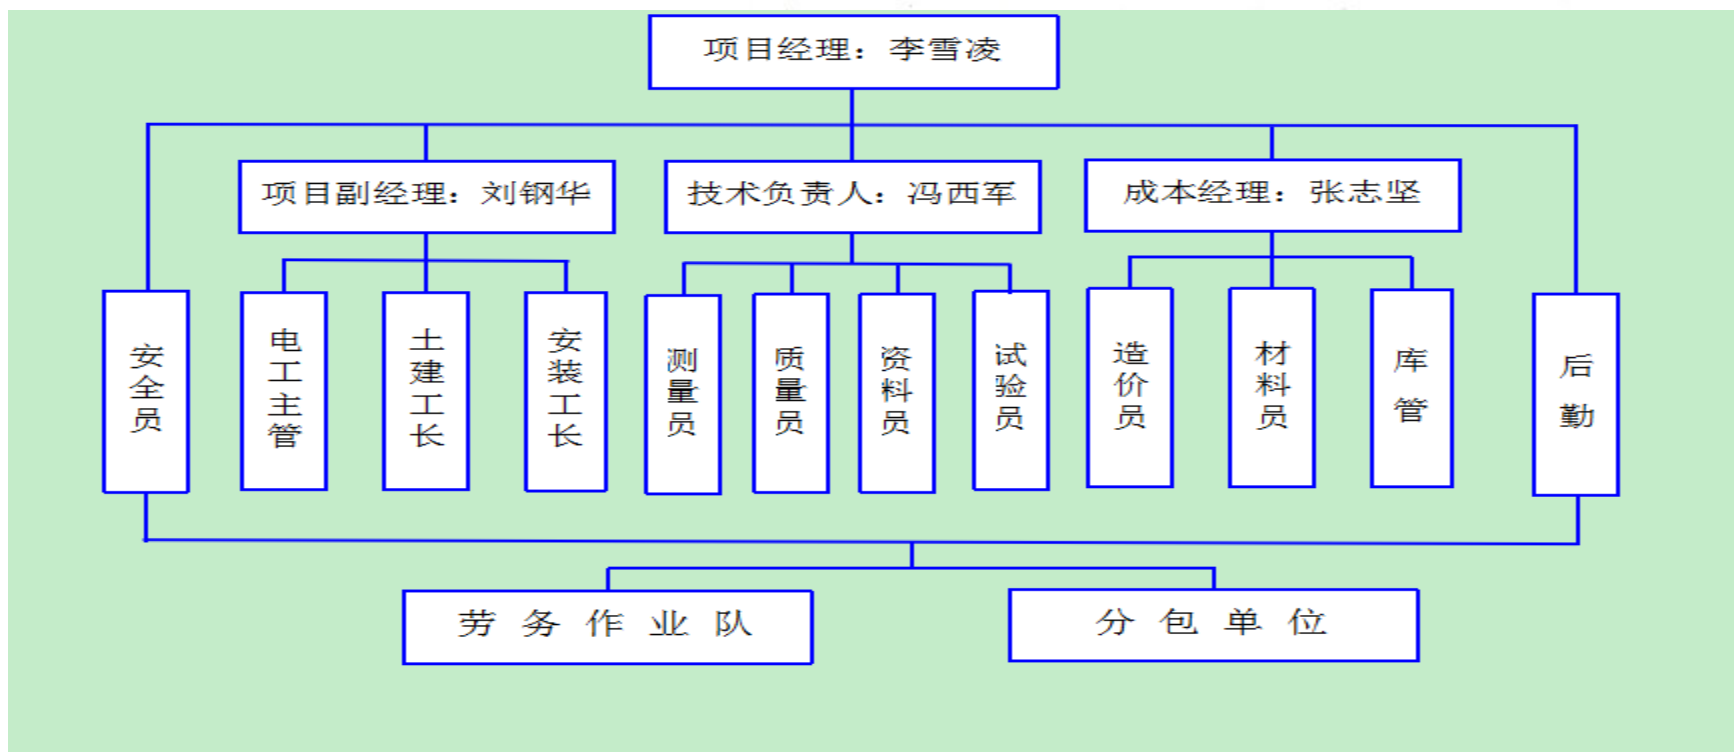 项目经理：李雪凌
项目副经理：刘钢华
技术负责人：冯西军
成本经理：张志坚
安全员
电工主管
土建工长
安装工长
测量员
质量员
资料员
试验员
造价员
材料员
库管
后勤
劳务作业队
分包单位